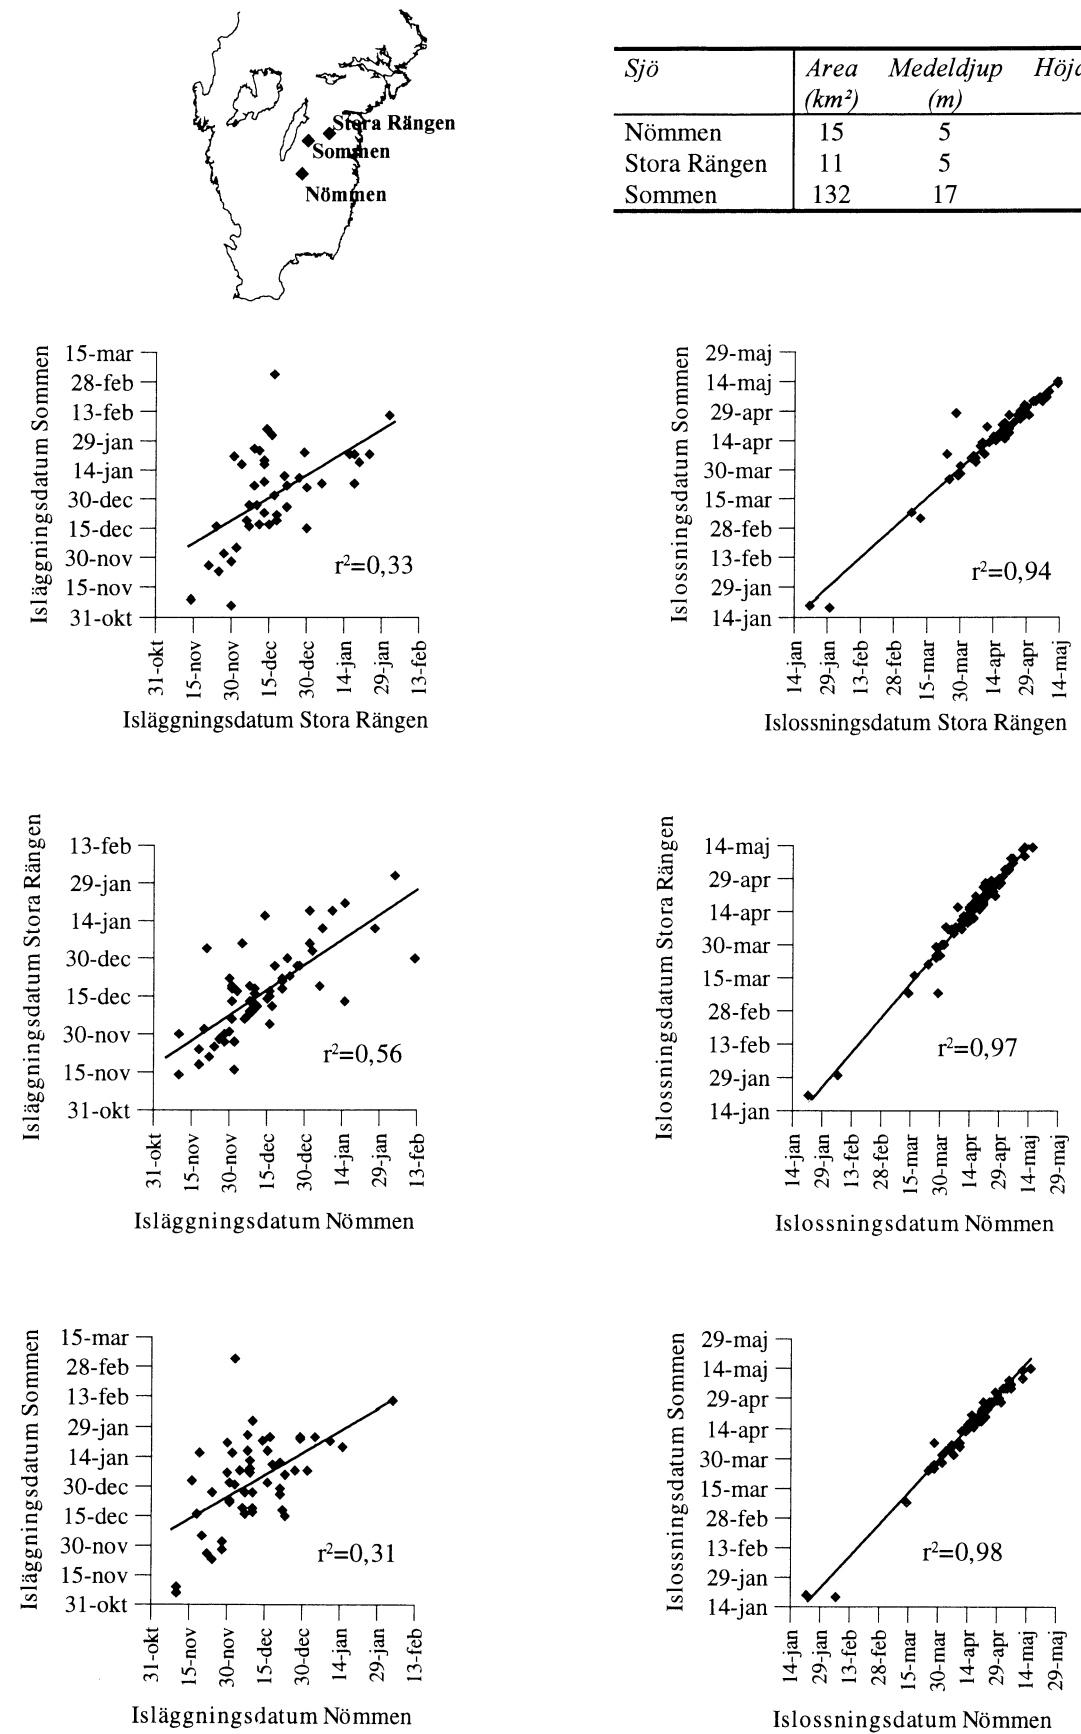 Stora Rängen
Sommen
Nömmen
Sjö Area Medeldjup
(km²) (m)
Nömmen 15 5
Stora Rängen 11 5
Sommen 132 17
Isläggningsdatum Sommen
15-mar
28-feb
13-feb
29-jan
14-jan
30-dec
15-dec
30-nov
15-nov
31-okt
r²=0,33
31-okt 15-nov 30-nov 15-dec 30-dec 14-jan 29-jan 13-feb
Isläggningsdatum Stora Rängen
Islossningsdatum Sommen
29-maj
14-maj
29-apr
14-apr
30-mar
15-mar
28-feb
13-feb
29-jan
14-jan
r²=0,94
14-jan 29-jan 13-feb 28-feb 15-mar 30-mar 14-apr 29-apr 14-maj
Islossningsdatum Stora Rängen
Isläggningsdatum Stora Rängen
13-feb
29-jan
14-jan
30-dec
15-dec
30-nov
15-nov
31-okt
r²=0,56
31-okt 15-nov 30-nov 15-dec 30-dec 14-jan 29-jan 13-feb
Isläggningsdatum Nömmen
Islossningsdatum Stora Rängen
14-maj
29-apr
14-apr
30-mar
15-mar
28-feb
13-feb
29-jan
14-jan
r²=0,97
14-jan 29-jan 13-feb 28-feb 15-mar 30-mar 14-apr 29-apr 14-maj 29-maj
Islossningsdatum Nömmen
Isläggningsdatum Sommen
15-mar
28-feb
13-feb
29-jan
14-jan
30-dec
15-dec
30-nov
15-nov
31-okt
r²=0,31
31-okt 15-nov 30-nov 15-dec 30-dec 14-jan 29-jan 13-feb
Isläggningsdatum Nömmen
Islossningsdatum Sommen
29-maj
14-maj
29-apr
14-apr
30-mar
15-mar
28-feb
13-feb
29-jan
14-jan
r²=0,98
14-jan 29-jan 13-feb 28-feb 15-mar 30-mar 14-apr 29-apr 14-maj 29-maj
Islossningsdatum Nömmen